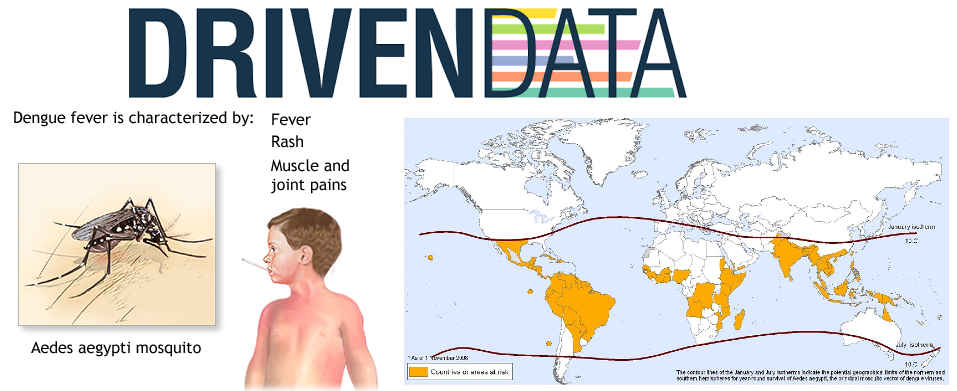 DRIVENDATA
Dengue fever is characterized by:
Fever
Rash
Muscle and
joint pains
Aedes aegypti mosquito
January isotherm
10.C
July isotherm
10.C
* As of 1 November 2008
Countries or areas at risk
The contour lines of the January and July isotherms indicate the potential geographical limits of the northern and
southern hemispheres for year-round survival of Aedes aegypti, the principal mosquito vector of dengue viruses.